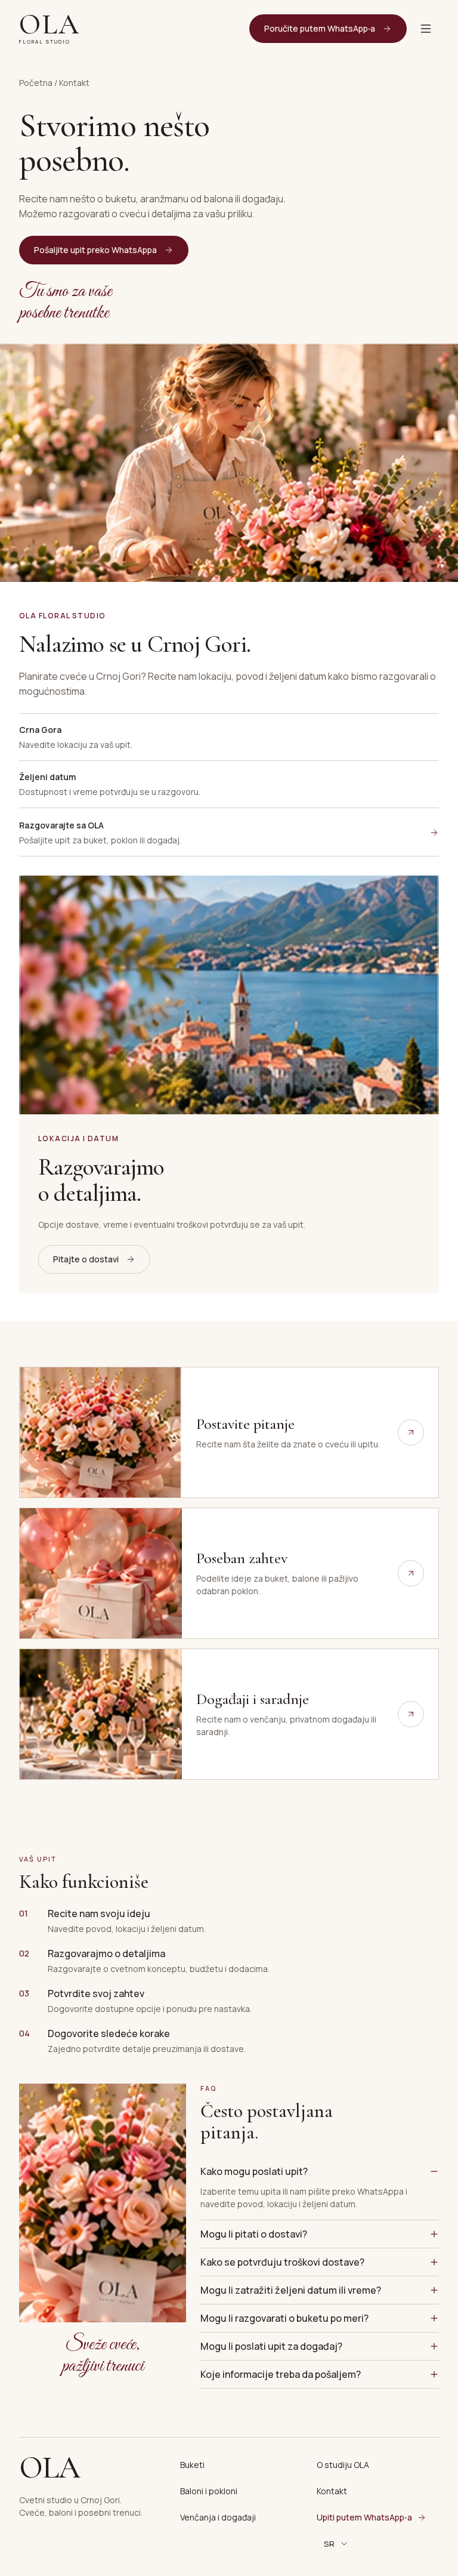 OLA
FLORAL STUDIO
Poručite putem WhatsApp-a
Početna / Kontakt
Stvorimo nešto
posebno.
Recite nam nešto o buketu, aranžmanu od balona ili događaju.
Možemo razgovarati o cveću i detaljima za vašu priliku.
Pošaljite upit preko WhatsAppa
Tu smo za vaše
posebne trenutke
OLA
OLA FLORAL STUDIO
Nalazimo se u Crnoj Gori.
Planirate cveće u Crnoj Gori? Recite nam lokaciju, povod i željeni datum kako bismo razgovarali o
mogućnostima.
Crna Gora
Navedite lokaciju za vaš upit.
Željeni datum
Dostupnost i vreme potvrđuju se u razgovoru.
Razgovarajte sa OLA
Pošaljite upit za buket, poklon ili događaj.
LOKACIJA I DATUM
Razgovarajmo
o detaljima.
Opcije dostave, vreme i eventualni troškovi potvrđuju se za vaš upit.
Pitajte o dostavi
OLA
Postavite pitanje
Recite nam šta želite da znate o cveću ili upitu.
OLA
Poseban zahtev
Podelite ideje za buket, balone ili pažljivo
odabran poklon.
Događaji i saradnje
Recite nam o venčanju, privatnom događaju ili
saradnji.
VAŠ UPIT
Kako funkcioniše
01
Recite nam svoju ideju
Navedite povod, lokaciju i željeni datum.
02
Razgovarajmo o detaljima
Razgovarajte o cvetnom konceptu, budžetu i dodacima.
03
Potvrdite svoj zahtev
Dogovorite dostupne opcije i ponudu pre nastavka.
04
Dogovorite sledeće korake
Zajedno potvrdite detalje preuzimanja ili dostave.
OLA
Sveže cveće,
pažljivi trenuci
FAQ
Često postavljana
pitanja.
Kako mogu poslati upit?
Izaberite temu upita ili nam pišite preko WhatsAppa i
navedite povod, lokaciju i željeni datum.
Mogu li pitati o dostavi?
Kako se potvrđuju troškovi dostave?
Mogu li zatražiti željeni datum ili vreme?
Mogu li razgovarati o buketu po meri?
Mogu li poslati upit za događaj?
Koje informacije treba da pošaljem?
OLA
Cvetni studio u Crnoj Gori.
Cveće, baloni i posebni trenuci.
Buketi
Baloni i pokloni
Venčanja i događaji
O studiju OLA
Kontakt
Upiti putem WhatsApp-a
SR